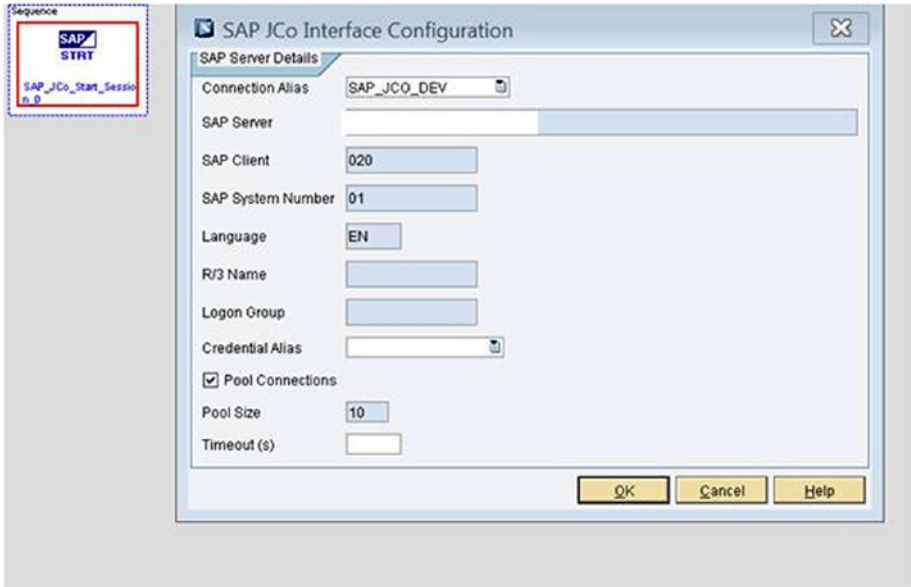 Sequence
SAP
STRT
SAP_JCo_Start_Sessio
n_0
SAP JCo Interface Configuration
SAP Server Details
Connection Alias SAP_JCO_DEV
SAP Server
SAP Client 020
SAP System Number 01
Language EN
R/3 Name
Logon Group
Credential Alias
Pool Connections
Pool Size 10
Timeout (s)
OK Cancel Help